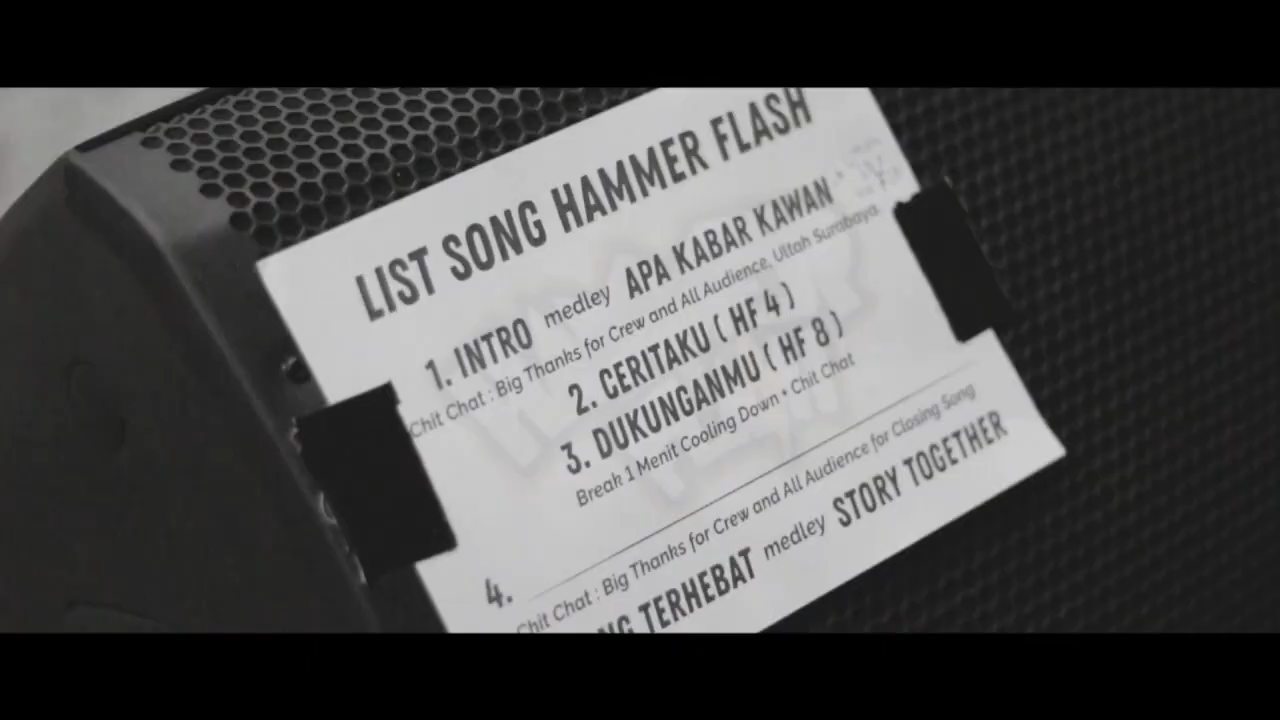 LIST SONG HAMMER FLASH
1. INTRO medley APA KABAR KAWAN
Chit Chat : Big Thanks for Crew and All Audience, Ultah Surabaya
2. CERITAKU ( HF 4 )
3. DUKUNGANMU ( HF 8 )
Break 1 Menit Cooling Down • Chit Chat
4.
Chit Chat : Big Thanks for Crew and All Audience for Closing Song
TERHEBAT medley STORY TOGETHER